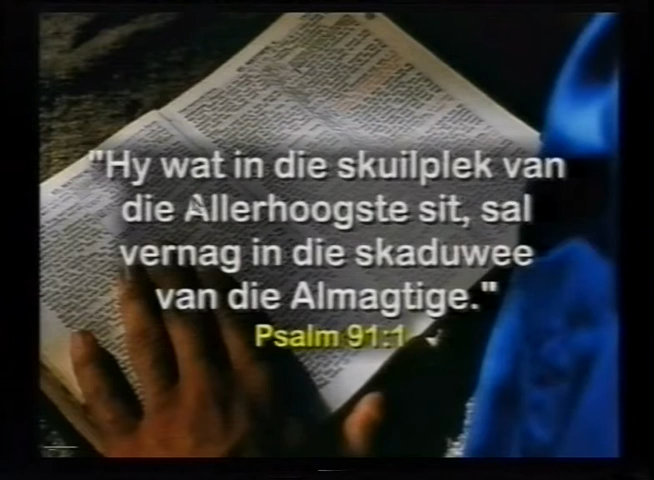 "Hy wat in die skuilplek van
die Allerhoogste sit, sal
vernag in die skaduwee
van die Almagtige."
Psalm 91:1